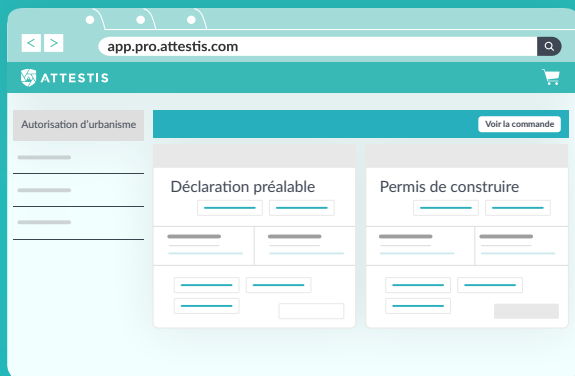 < >
app.pro.attestis.com
ATTESTIS
Autorisation d'urbanisme
Voir la commande
Déclaration préalable
Permis de construire